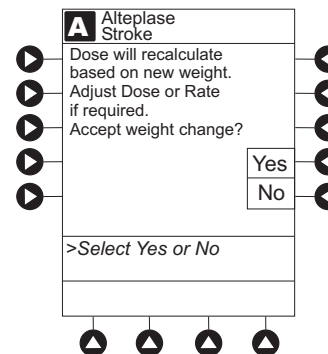 A Alteplase
Stroke
Dose will recalculate
based on new weight.
Adjust Dose or Rate
if required.
Accept weight change?
Yes
No
>Select Yes or No